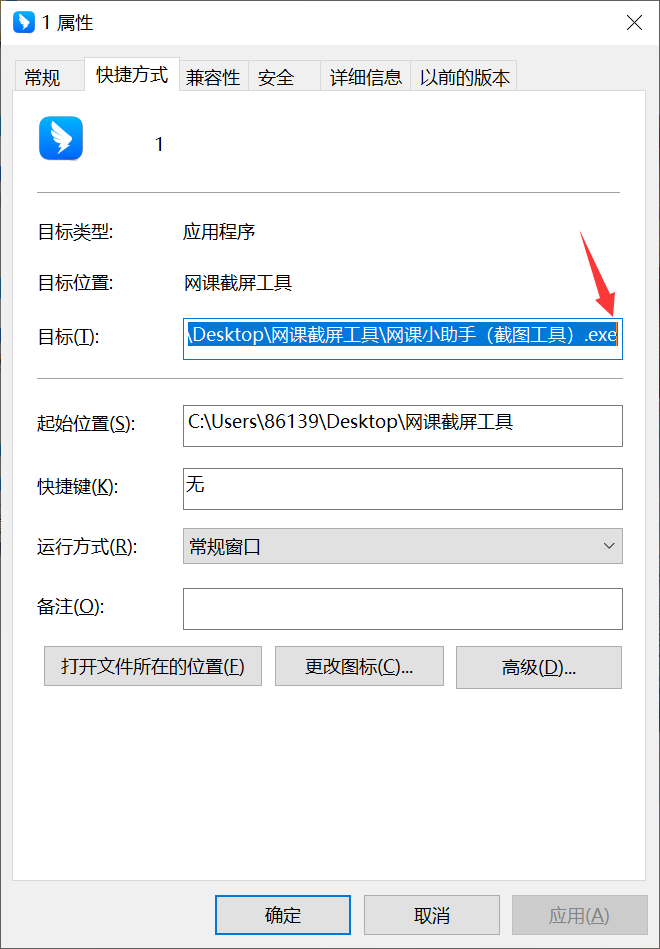 1 属性
常规 快捷方式 兼容性 安全 详细信息 以前的版本
1
目标类型: 应用程序
目标位置: 网课截屏工具
目标(T): \Desktop\网课截屏工具\网课小助手（截图工具）.exe
起始位置(S): C:\Users\86139\Desktop\网课截屏工具
快捷键(K): 无
运行方式(R): 常规窗口
备注(O):
打开文件所在的位置(F) 更改图标(C)... 高级(D)...
确定 取消 应用(A)